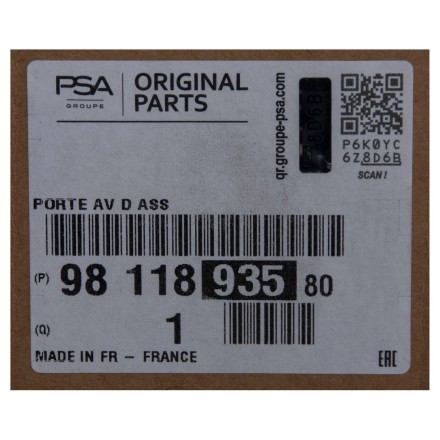 PSA
GROUPE
ORIGINAL
PARTS
qr.groupe-psa.com
P6K0YC
6Z8D6B
SCAN!
PORTE AV D ASS
(P) 98 118 935 80
(Q) 1
MADE IN FR – FRANCE
EAC